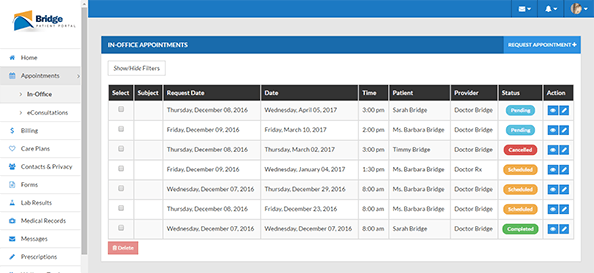 Bridge
PATIENT PORTAL
Home
Appointments
In-Office
eConsultations
Billing
Care Plans
Contacts & Privacy
Forms
Lab Results
Medical Records
Messages
Prescriptions
IN-OFFICE APPOINTMENTS
REQUEST APPOINTMENT +
Show/Hide Filters
Select Subject Request Date Date Time Patient Provider Status Action
Thursday, December 08, 2016 Wednesday, April 05, 2017 3:00 pm Sarah Bridge Doctor Bridge Pending
Friday, December 09, 2016 Friday, March 10, 2017 2:00 pm Ms. Barbara Bridge Doctor Bridge Pending
Thursday, December 08, 2016 Thursday, March 02, 2017 3:00 pm Timmy Bridge Doctor Bridge Cancelled
Friday, December 09, 2016 Wednesday, January 04, 2017 1:30 pm Ms. Barbara Bridge Doctor Rx Scheduled
Wednesday, December 07, 2016 Thursday, December 29, 2016 8:00 am Ms. Barbara Bridge Doctor Bridge Scheduled
Thursday, December 08, 2016 Friday, December 23, 2016 8:00 am Ms. Barbara Bridge Doctor Bridge Scheduled
Wednesday, December 07, 2016 Wednesday, December 07, 2016 8:00 am Sarah Bridge Doctor Bridge Completed
Delete